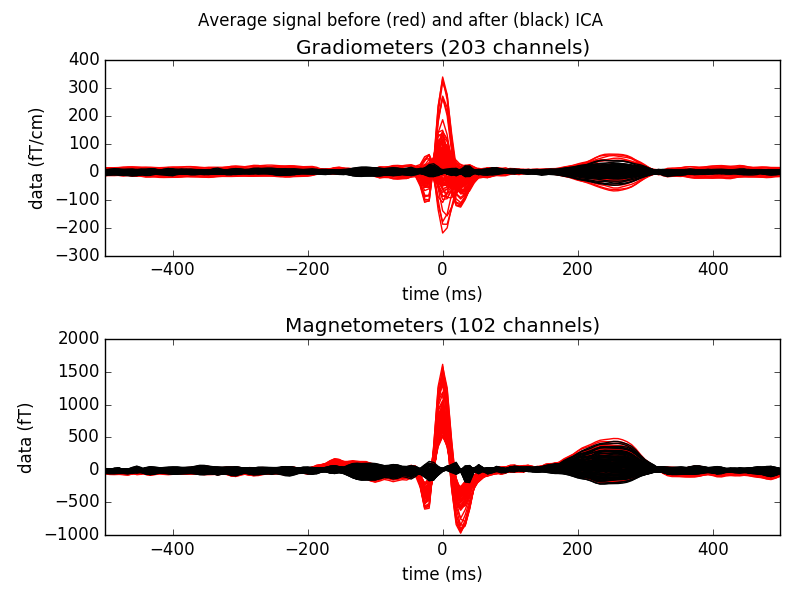 Average signal before (red) and after (black) ICA
Gradiometers (203 channels)
400
300
200
100
0
−100
−200
−300
data (fT/cm)
−400 −200 0 200 400
time (ms)
Magnetometers (102 channels)
2000
1500
1000
500
0
−500
−1000
data (fT)
−400 −200 0 200 400
time (ms)